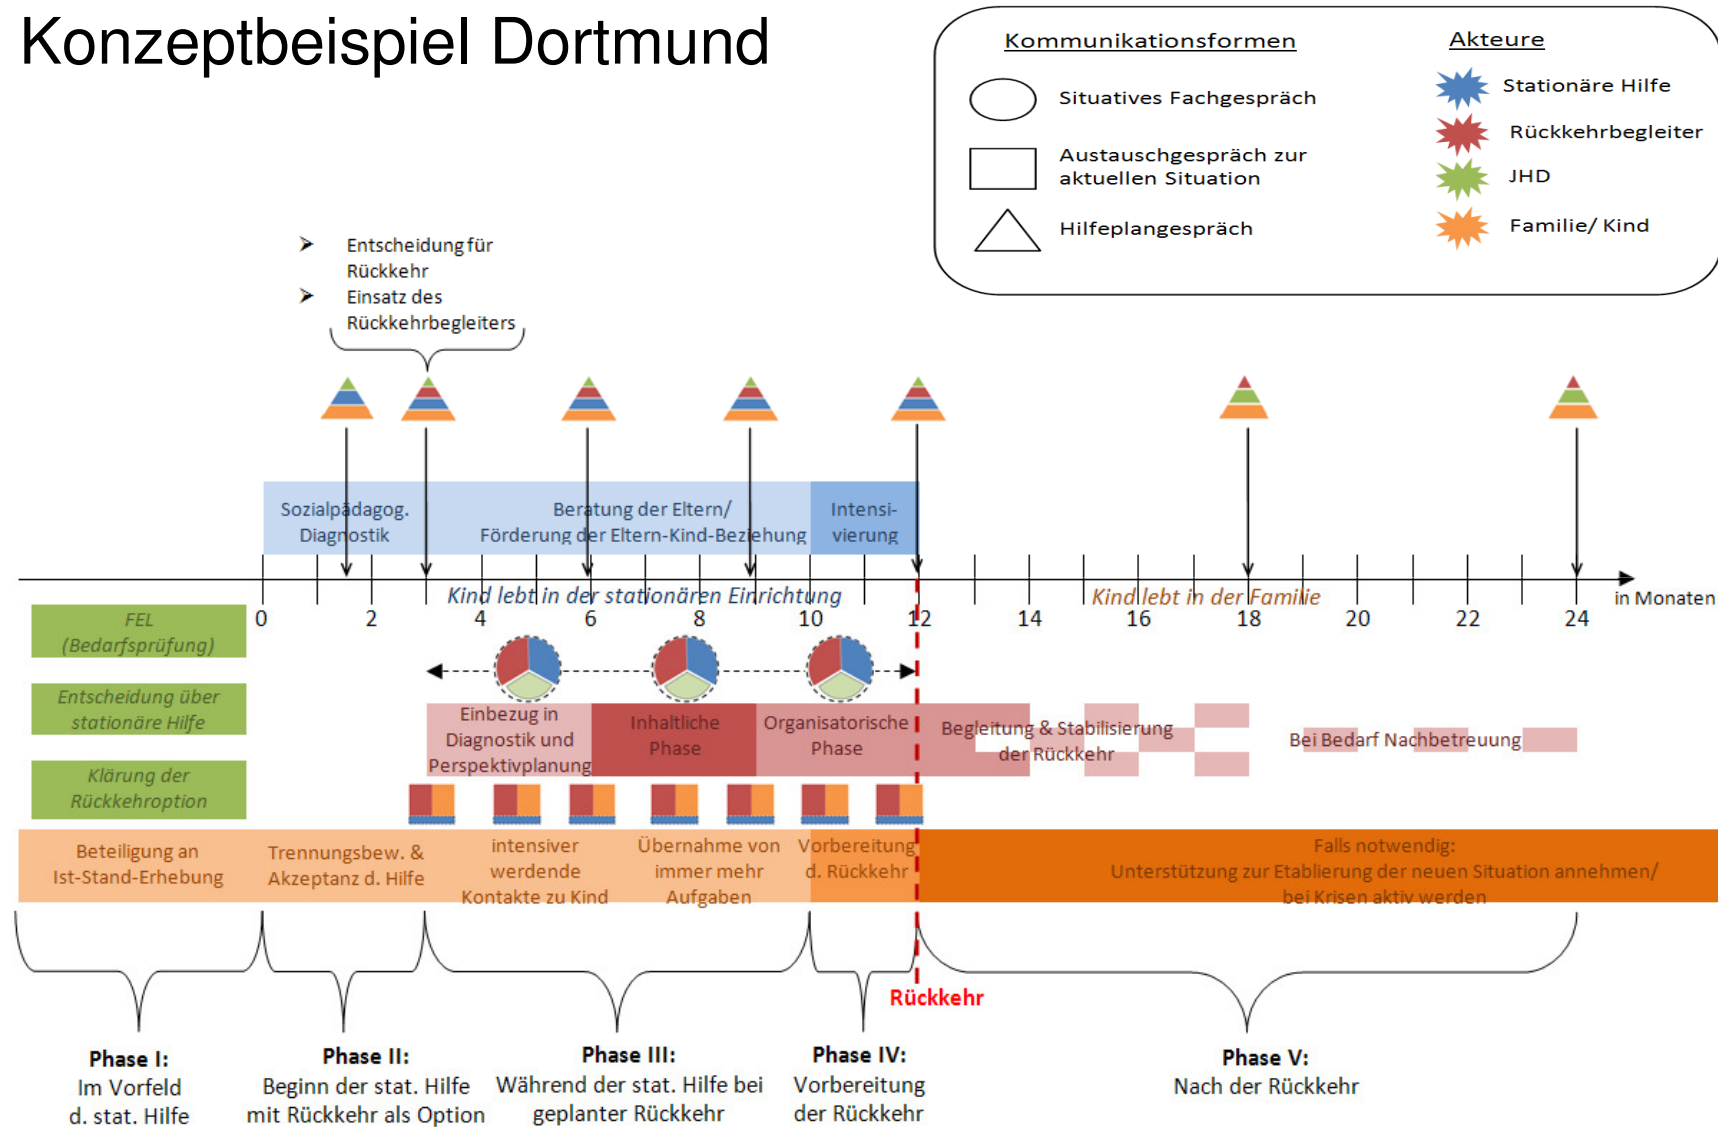 Konzeptbeispiel Dortmund
Kommunikationsformen
Situatives Fachgespräch
Austauschgespräch zur
aktuellen Situation
Hilfeplangespräch
Akteure
Stationäre Hilfe
Rückkehrbegleiter
JHD
Familie/ Kind
Entscheidung für
Rückkehr
Einsatz des
Rückkehrbegleiters
Sozialpädagog.
Diagnostik
Beratung der Eltern/
Förderung der Eltern-Kind-Beziehung
Intensi-
vierung
Kind lebt in der stationären Einrichtung
Kind lebt in der Familie
in Monaten
0 2 4 6 8 10 12 14 16 18 20 22 24
FEL
(Bedarfsprüfung)
Entscheidung über
stationäre Hilfe
Klärung der
Rückkehroption
Einbezug in
Diagnostik und
Perspektivplanung
Inhaltliche
Phase
Organisatorische
Phase
Begleitung & Stabilisierung
der Rückkehr
Bei Bedarf Nachbetreuung
Beteiligung an
Ist-Stand-Erhebung
Trennungsbew. &
Akzeptanz d. Hilfe
intensiver
werdende
Kontakte zu Kind
Übernahme von
immer mehr
Aufgaben
Vorbereitung
d. Rückkehr
Falls notwendig:
Unterstützung zur Etablierung der neuen Situation annehmen/
bei Krisen aktiv werden
Rückkehr
Phase I:
Im Vorfeld
d. stat. Hilfe
Phase II:
Beginn der stat. Hilfe
mit Rückkehr als Option
Phase III:
Während der stat. Hilfe bei
geplanter Rückkehr
Phase IV:
Vorbereitung
der Rückkehr
Phase V:
Nach der Rückkehr